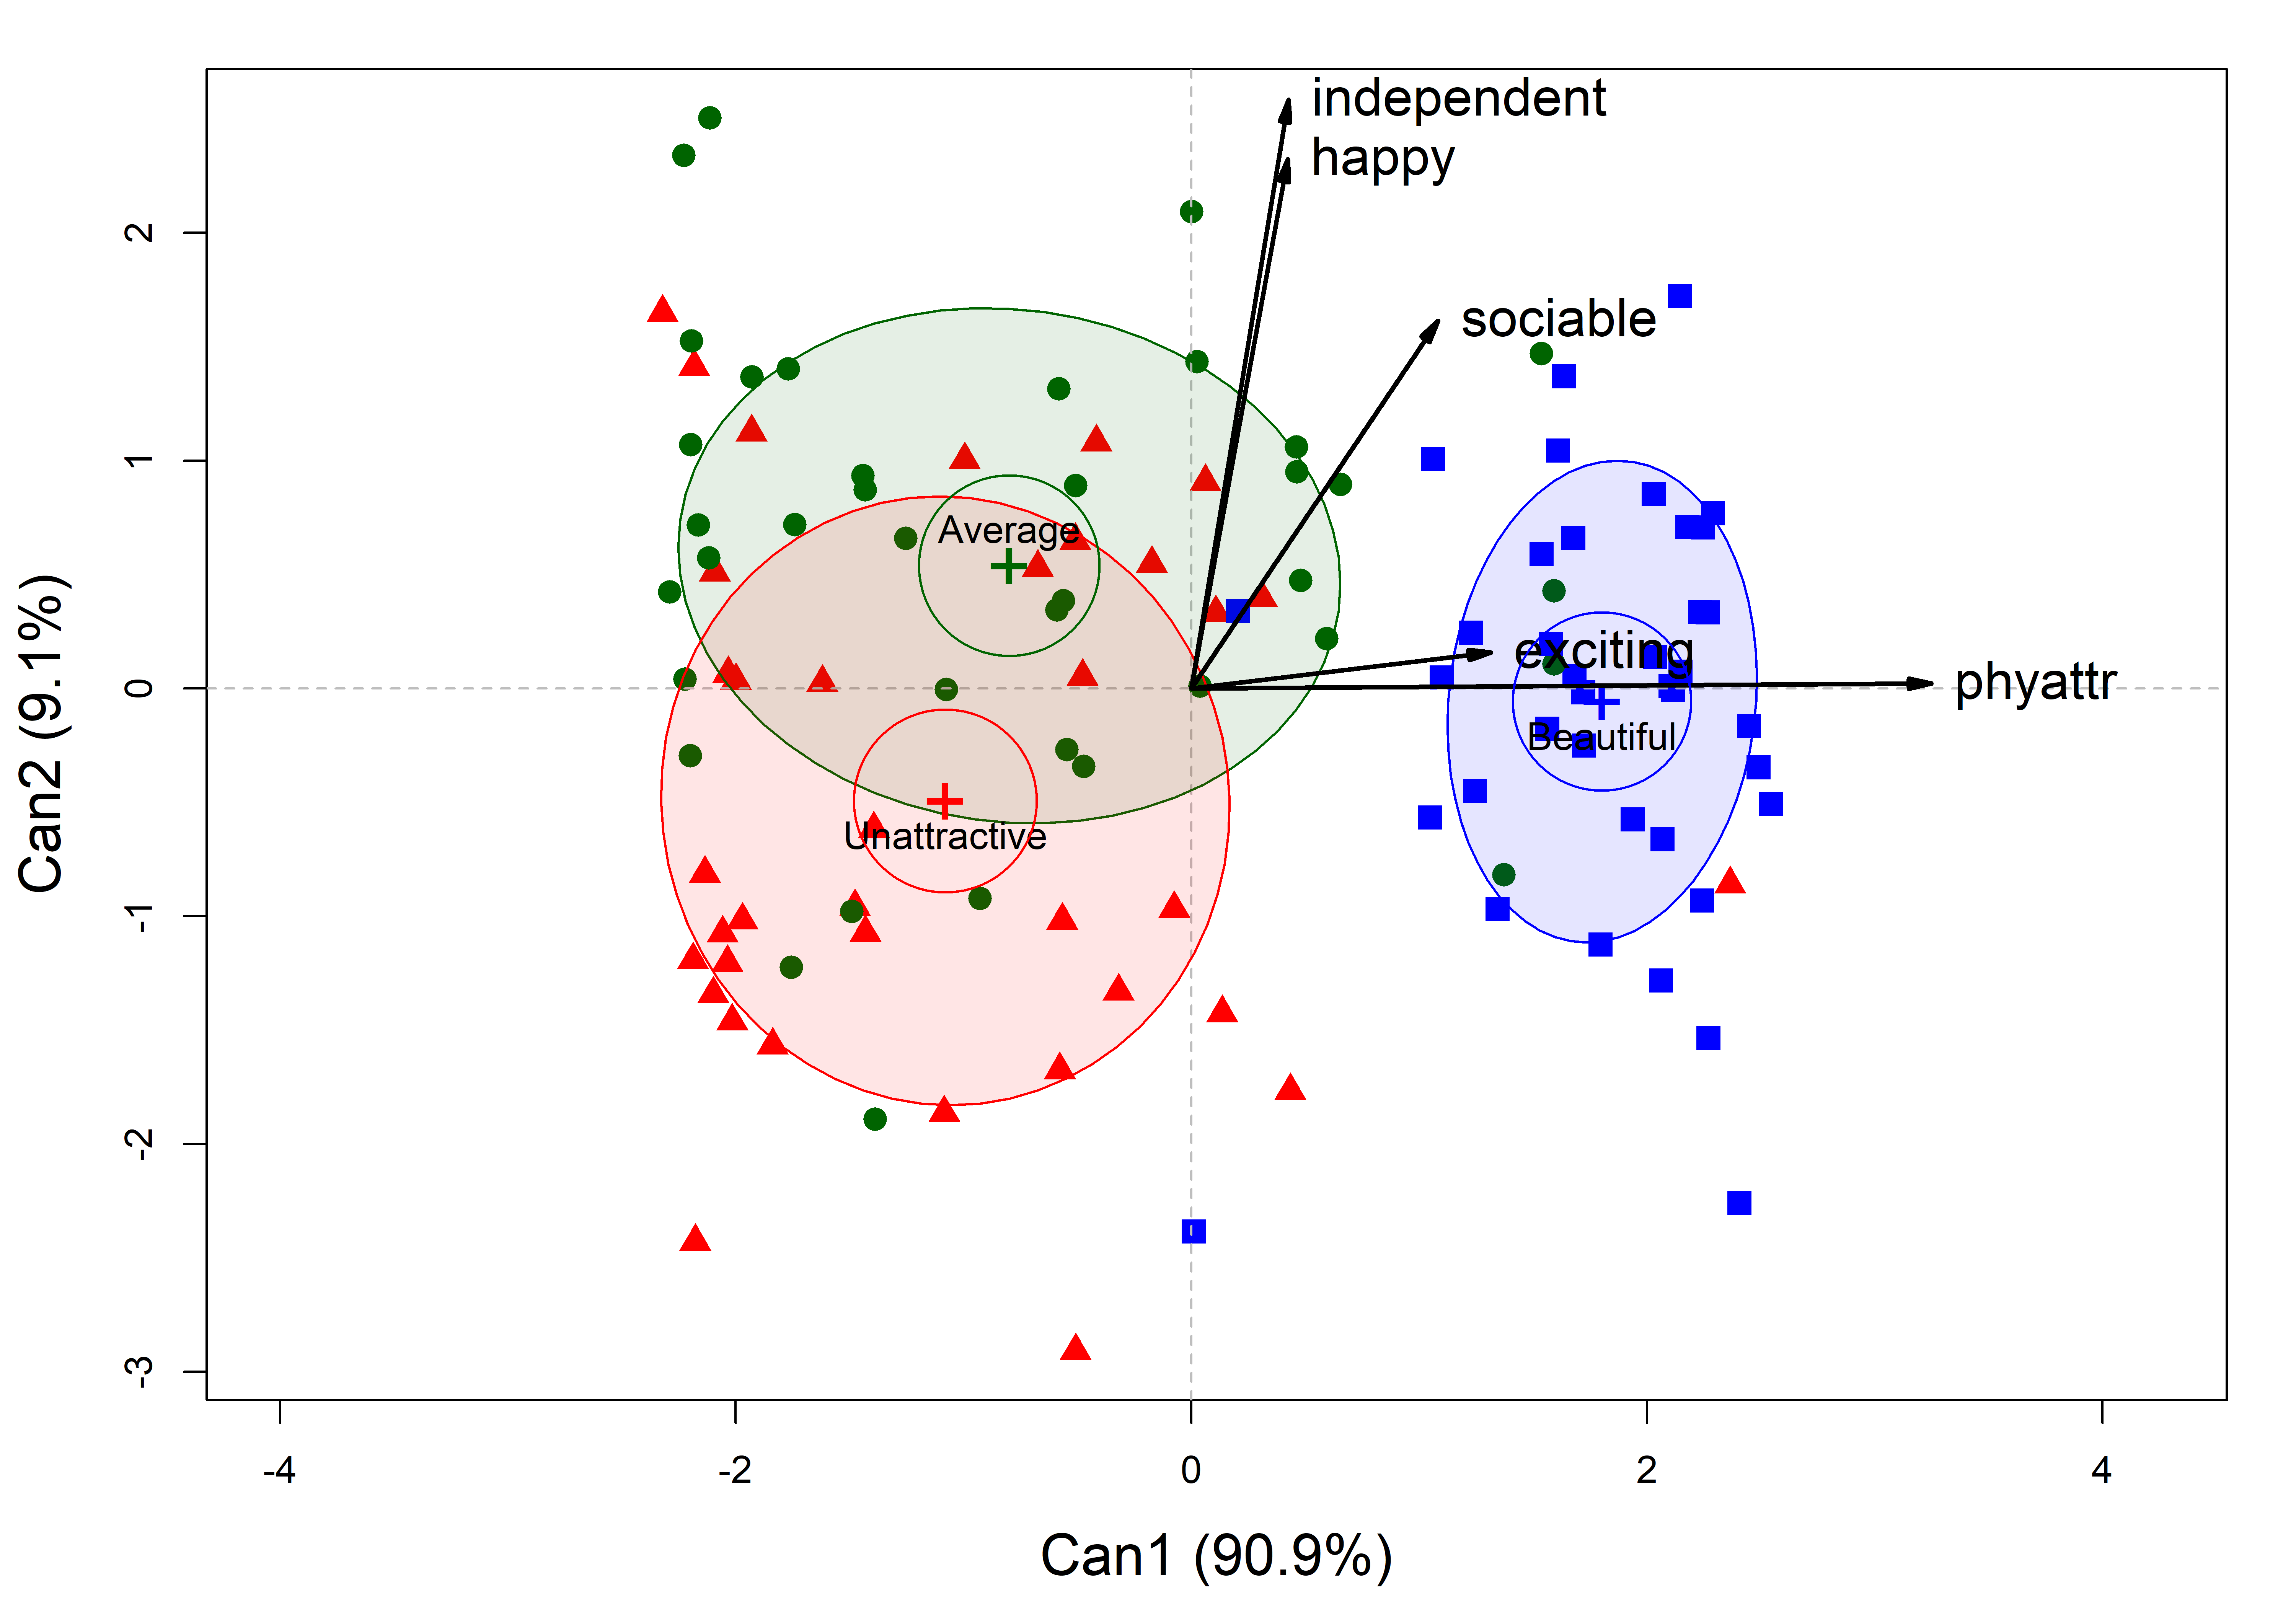 independent
happy
sociable
Average
exciting
phyattr
Beautiful
Unattractive
Can2 (9.1%)
2
1
0
-1
-2
-3
-4
-2
0
2
4
Can1 (90.9%)